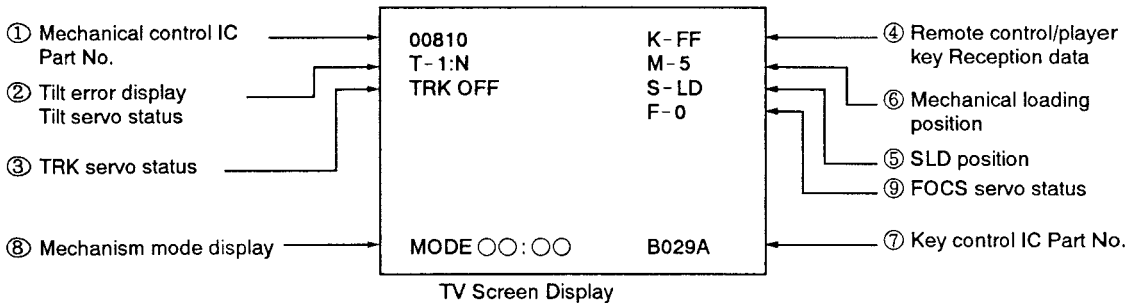 ① Mechanical control IC
Part No.
② Tilt error display
Tilt servo status
③ TRK servo status
⑧ Mechanism mode display
00810
T-1:N
TRK OFF
K-FF
M-5
S-LD
F-0
MODE ○○:○○
B029A
④ Remote control/player
key Reception data
⑥ Mechanical loading
position
⑤ SLD position
⑨ FOCS servo status
⑦ Key control IC Part No.
TV Screen Display